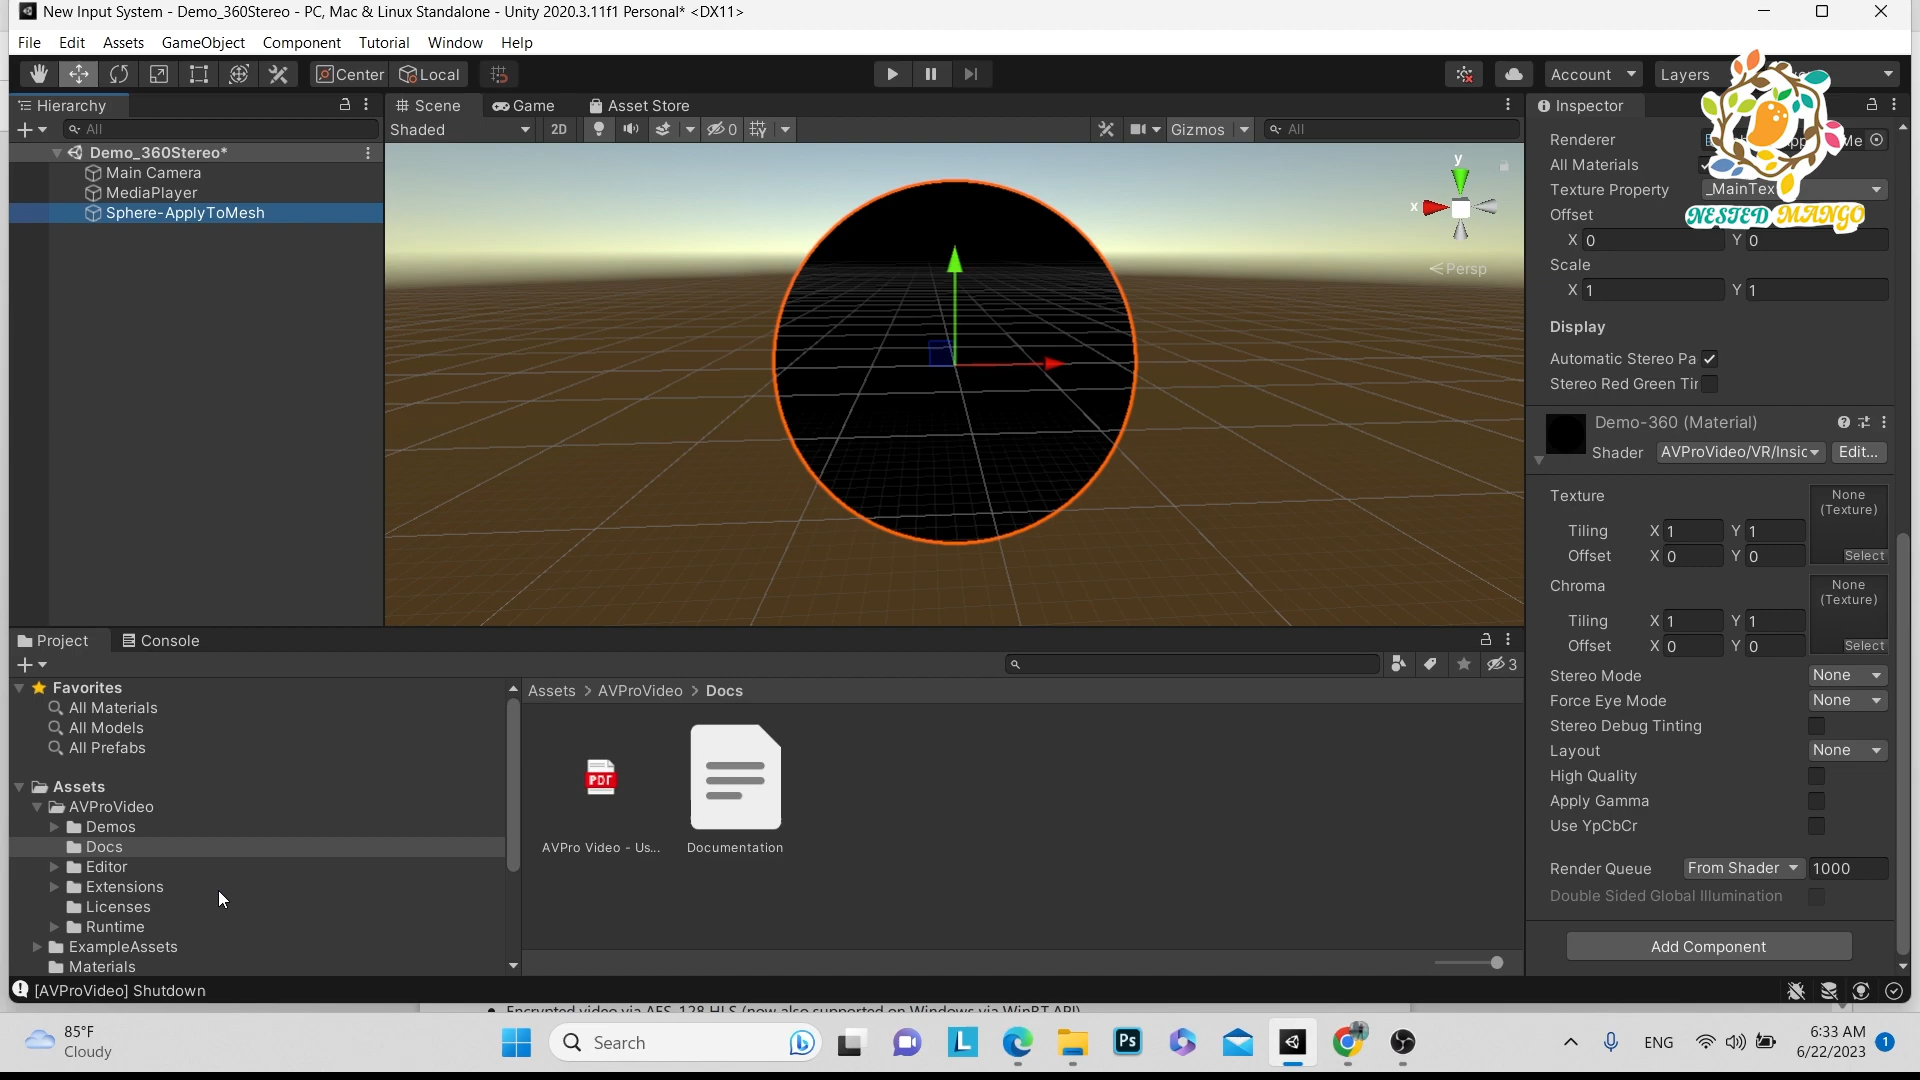 New Input System - Demo_360Stereo - PC, Mac & Linux Standalone - Unity 2020.3.11f1 Personal* <DX11>
File Edit Assets GameObject Component Tutorial Window Help
Center Local Account Layers
Hierarchy
All
Demo_360Stereo*
Main Camera
MediaPlayer
Sphere-ApplyToMesh
Scene Game Asset Store
Shaded 2D 0 Gizmos All
y
x
Persp
Inspector
Renderer
All Materials
Texture Property _MainTex
NESTED MANGO
Offset
X 0 Y 0
Scale
X 1 Y 1
Display
Automatic Stereo Pa
Stereo Red Green Tir
Demo-360 (Material)
Shader AVProVideo/VR/Insic Edit...
Texture None (Texture)
Tiling X 1 Y 1
Offset X 0 Y 0 Select
Chroma None (Texture)
Tiling X 1 Y 1
Offset X 0 Y 0 Select
Stereo Mode None
Force Eye Mode None
Stereo Debug Tinting
Layout None
High Quality
Apply Gamma
Use YpCbCr
Render Queue From Shader 1000
Double Sided Global Illumination
Add Component
Project Console
3
Favorites
All Materials
All Models
All Prefabs
Assets
AVProVideo
Demos
Docs
Editor
Extensions
Licenses
Runtime
ExampleAssets
Materials
Assets > AVProVideo > Docs
PDF
AVPro Video - Us...
Documentation
[AVProVideo] Shutdown
Encrypted video via AES-128 HLS (now also supported on Windows via WinRT API)
85°F
Cloudy
Search
L
Ps
ENG
6:33 AM
6/22/2023
1